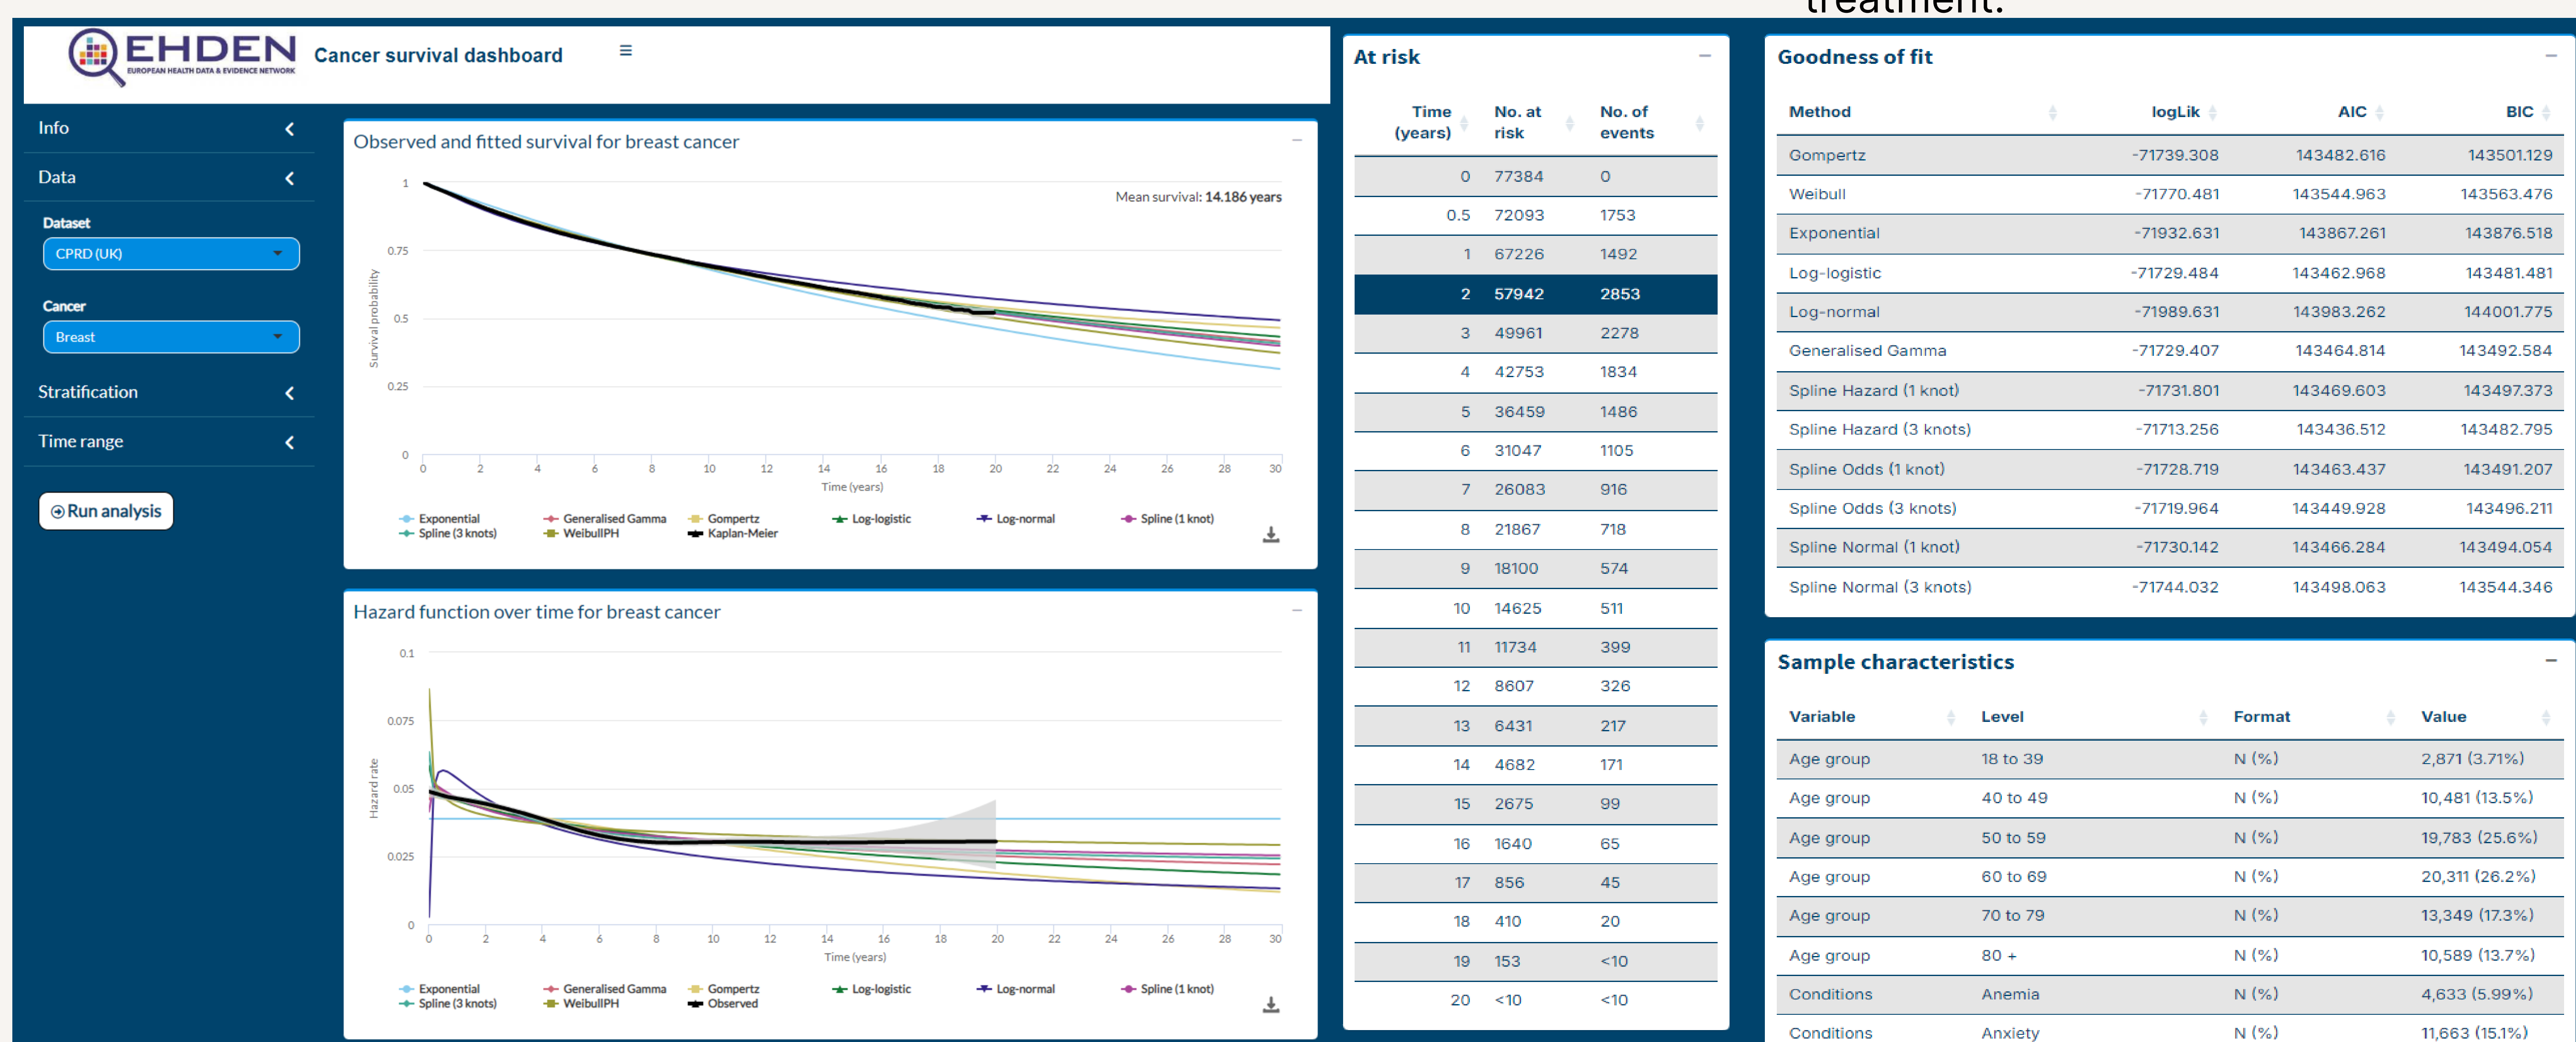 treatment.
EHDEN
EUROPEAN HEALTH DATA & EVIDENCE NETWORK
Cancer survival dashboard
Info
Data
Dataset
CPRD (UK)
Cancer
Breast
Stratification
Time range
Run analysis
Observed and fitted survival for breast cancer
Mean survival: 14.186 years
Survival probability
1
0.75
0.5
0.25
0
0 2 4 6 8 10 12 14 16 18 20 22 24 26 28 30
Time (years)
Exponential Generalised Gamma Gompertz Log-logistic Log-normal Spline (1 knot)
Spline (3 knots) WeibullPH Kaplan-Meier
Hazard function over time for breast cancer
Hazard rate
0.1
0.075
0.05
0.025
0
0 2 4 6 8 10 12 14 16 18 20 22 24 26 28 30
Time (years)
Exponential Generalised Gamma Gompertz Log-logistic Log-normal Spline (1 knot)
Spline (3 knots) WeibullPH Observed
At risk
Time No. at No. of
(years) risk events
0 77384 0
0.5 72093 1753
1 67226 1492
2 57942 2853
3 49961 2278
4 42753 1834
5 36459 1486
6 31047 1105
7 26083 916
8 21867 718
9 18100 574
10 14625 511
11 11734 399
12 8607 326
13 6431 217
14 4682 171
15 2675 99
16 1640 65
17 856 45
18 410 20
19 153 <10
20 <10 <10
Goodness of fit
Method logLik AIC BIC
Gompertz -71739.308 143482.616 143501.129
Weibull -71770.481 143544.963 143563.476
Exponential -71932.631 143867.261 143876.518
Log-logistic -71729.484 143462.968 143481.481
Log-normal -71989.631 143983.262 144001.775
Generalised Gamma -71729.407 143464.814 143492.584
Spline Hazard (1 knot) -71731.801 143469.603 143497.373
Spline Hazard (3 knots) -71713.256 143436.512 143482.795
Spline Odds (1 knot) -71728.719 143463.437 143491.207
Spline Odds (3 knots) -71719.964 143449.928 143496.211
Spline Normal (1 knot) -71730.142 143466.284 143494.054
Spline Normal (3 knots) -71744.032 143498.063 143544.346
Sample characteristics
Variable Level Format Value
Age group 18 to 39 N (%) 2,871 (3.71%)
Age group 40 to 49 N (%) 10,481 (13.5%)
Age group 50 to 59 N (%) 19,783 (25.6%)
Age group 60 to 69 N (%) 20,311 (26.2%)
Age group 70 to 79 N (%) 13,349 (17.3%)
Age group 80 + N (%) 10,589 (13.7%)
Conditions Anemia N (%) 4,633 (5.99%)
Conditions Anxiety N (%) 11,663 (15.1%)